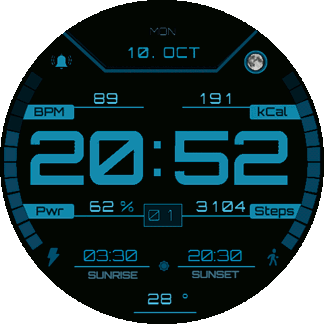 MON
10. OCT
89 191
BPM kCal
20:52
62 % 3104
Pwr 01 Steps
03:30 20:30
SUNRISE SUNSET
28 °